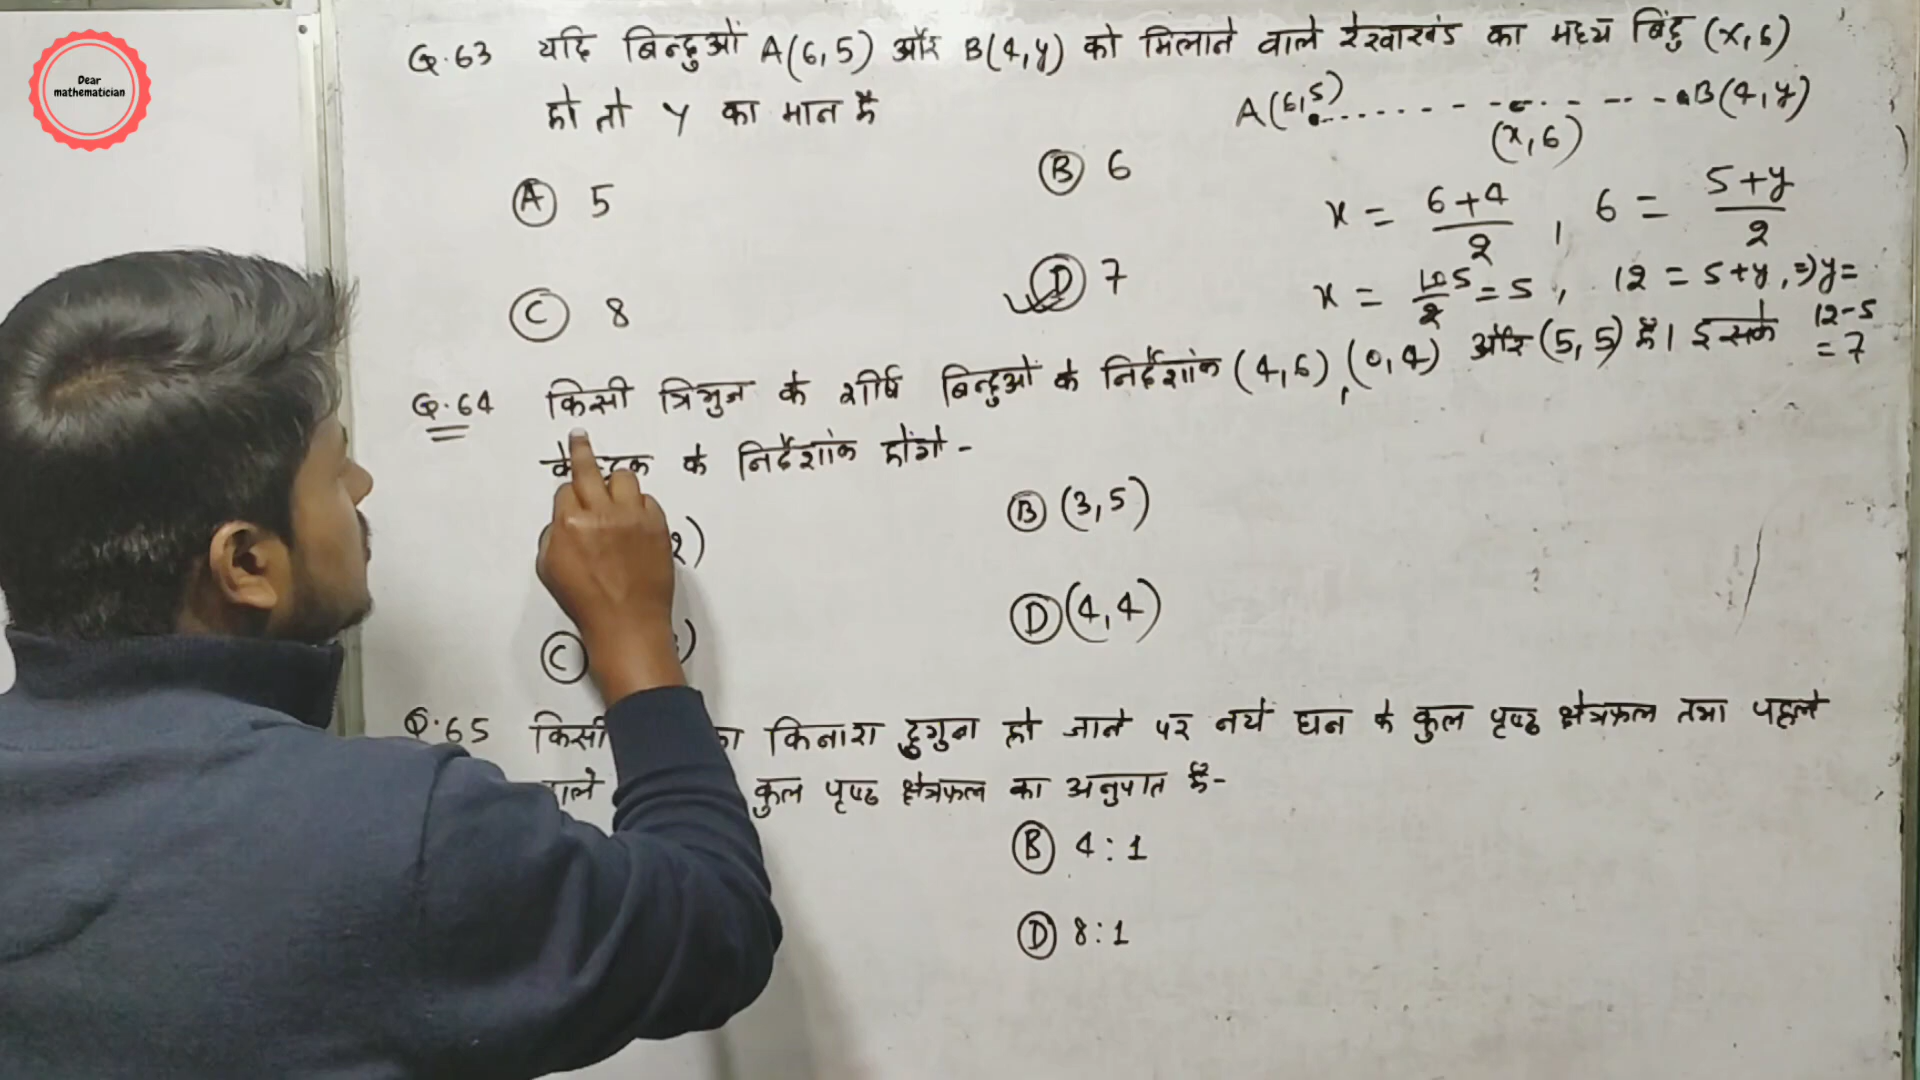 Dear
mathematician
Q.63 यदि बिन्दुओं A(6,5) और B(4,y) को मिलाने वाले रेखाखंड का मध्य बिंदु (x,6)
हो तो y का मान है
A(6,5) B(4,y)
(x,6)
Ⓐ 5
Ⓑ 6
Ⓒ 8
Ⓓ 7
x = 6+4/2 , 6 = 5+y/2
x = 10/2 5 = 5 , 12 = 5+y, ⇒ y =
12-5
= 7
Q.64 किसी त्रिभुज के शीर्ष बिन्दुओं के निर्देशांक (4,6), (0,4) और (5,5) है। इसके
के निर्देशांक होंगे -
Ⓑ (3,5)
Ⓒ
Ⓓ (4,4)
Q.65 किसी किनारा दुगुना हो जाने पर नये घन के कुल पृष्ठ क्षेत्रफल तथा पहले
कुल पृष्ठ क्षेत्रफल का अनुपात है-
Ⓑ 4:1
Ⓓ 8:1